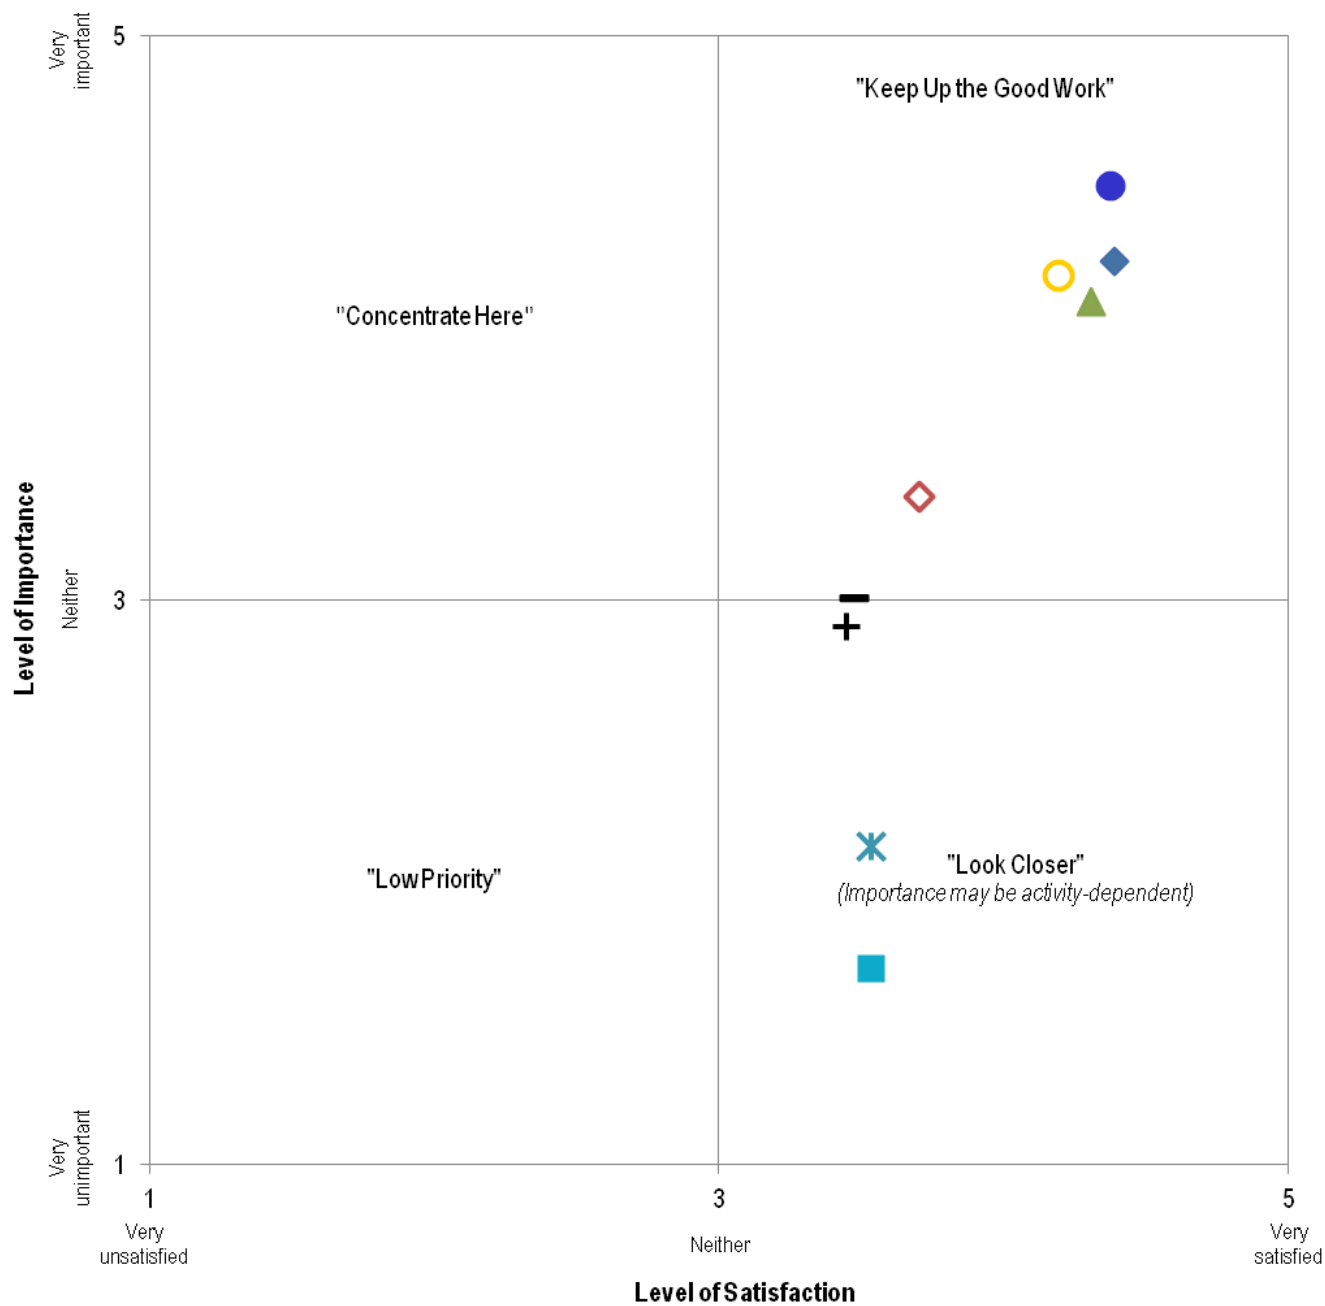 Very
important
5
"Keep Up the Good Work"
"Concentrate Here"
Level of Importance
Neither
3
"Low Priority"
"Look Closer"
(Importance may be activity-dependent)
Very
unimportant
1
1
3
5
Very
unsatisfied
Neither
Very
satisfied
Level of Satisfaction